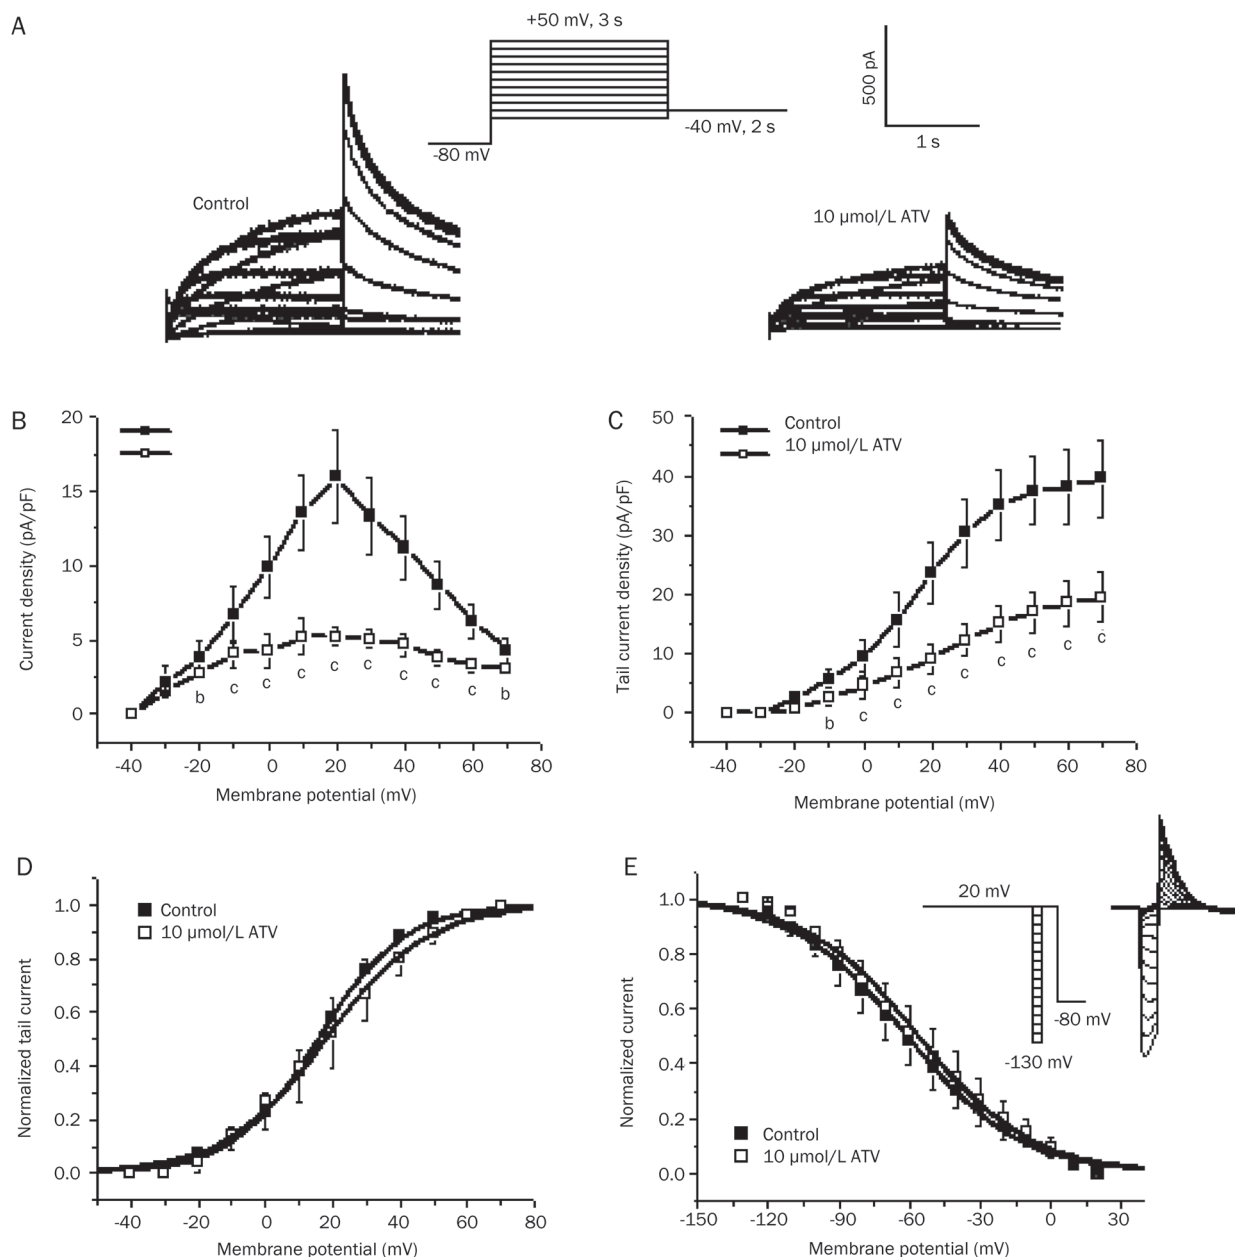 A
+50 mV, 3 s
-80 mV
-40 mV, 2 s
500 pA
1 s
Control
10 µmol/L ATV
B
Current density (pA/pF)
20
15
10
5
0
b c c c c c c c c b
-40 -20 0 20 40 60 80
Membrane potential (mV)
C
Control
10 µmol/L ATV
Tail current density (pA/pF)
50
40
30
20
10
0
b c c c c c c c c
-40 -20 0 20 40 60 80
Membrane potential (mV)
D
Control
10 µmol/L ATV
Normalized tail current
1.0
0.8
0.6
0.4
0.2
0.0
-40 -20 0 20 40 60 80
Membrane potential (mV)
E
20 mV
-80 mV
-130 mV
Control
10 µmol/L ATV
Normalized current
1.0
0.8
0.6
0.4
0.2
0.0
-150 -120 -90 -60 -30 0 30
Membrane potential (mV)